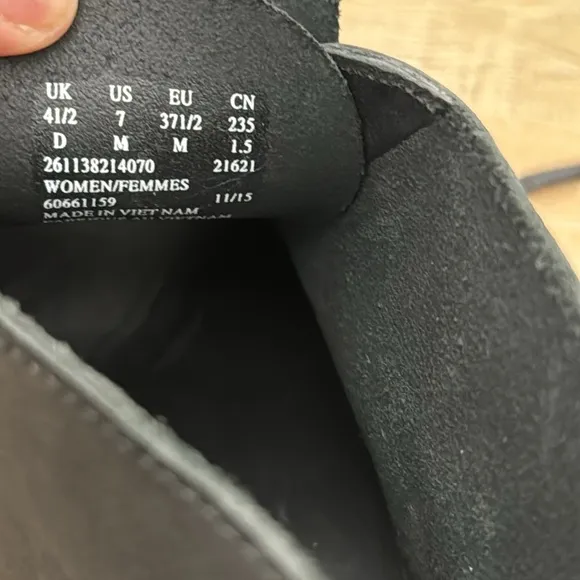 UK US EU CN
41/2 7 371/2 235
D M M 1.5
261138214070 21621
WOMEN/FEMMES
60661159 11/15
MADE IN VIET NAM